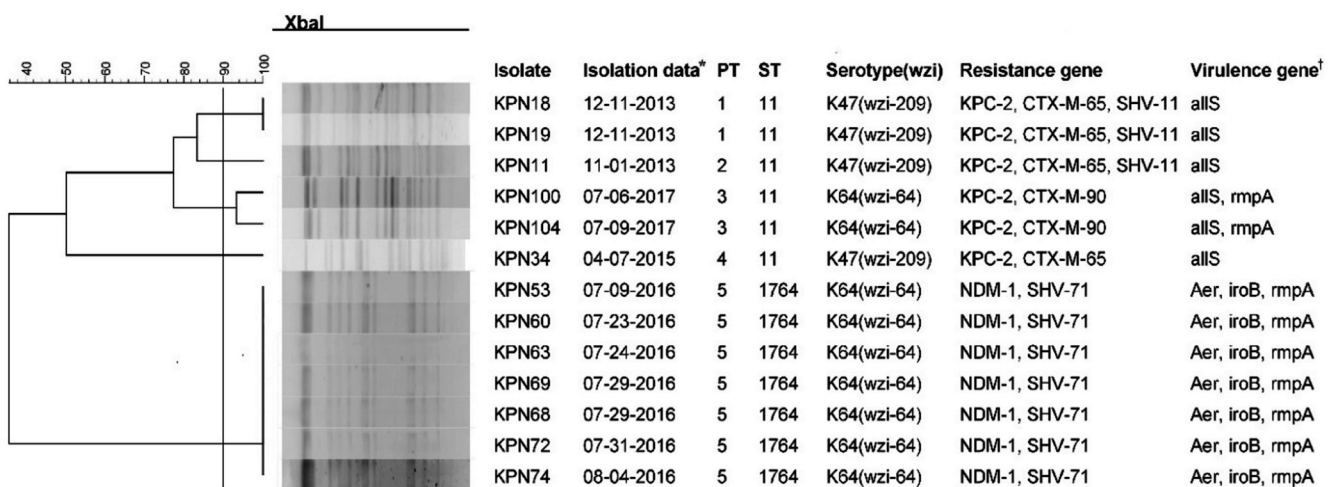 XbaI
40 50 60 70 80 90 100
Isolate Isolation data* PT ST Serotype(wzi) Resistance gene Virulence gene†
KPN18 12-11-2013 1 11 K47(wzi-209) KPC-2, CTX-M-65, SHV-11 allS
KPN19 12-11-2013 1 11 K47(wzi-209) KPC-2, CTX-M-65, SHV-11 allS
KPN11 11-01-2013 2 11 K47(wzi-209) KPC-2, CTX-M-65, SHV-11 allS
KPN100 07-06-2017 3 11 K64(wzi-64) KPC-2, CTX-M-90 allS, rmpA
KPN104 07-09-2017 3 11 K64(wzi-64) KPC-2, CTX-M-90 allS, rmpA
KPN34 04-07-2015 4 11 K47(wzi-209) KPC-2, CTX-M-65 allS
KPN53 07-09-2016 5 1764 K64(wzi-64) NDM-1, SHV-71 Aer, iroB, rmpA
KPN60 07-23-2016 5 1764 K64(wzi-64) NDM-1, SHV-71 Aer, iroB, rmpA
KPN63 07-24-2016 5 1764 K64(wzi-64) NDM-1, SHV-71 Aer, iroB, rmpA
KPN69 07-29-2016 5 1764 K64(wzi-64) NDM-1, SHV-71 Aer, iroB, rmpA
KPN68 07-29-2016 5 1764 K64(wzi-64) NDM-1, SHV-71 Aer, iroB, rmpA
KPN72 07-31-2016 5 1764 K64(wzi-64) NDM-1, SHV-71 Aer, iroB, rmpA
KPN74 08-04-2016 5 1764 K64(wzi-64) NDM-1, SHV-71 Aer, iroB, rmpA